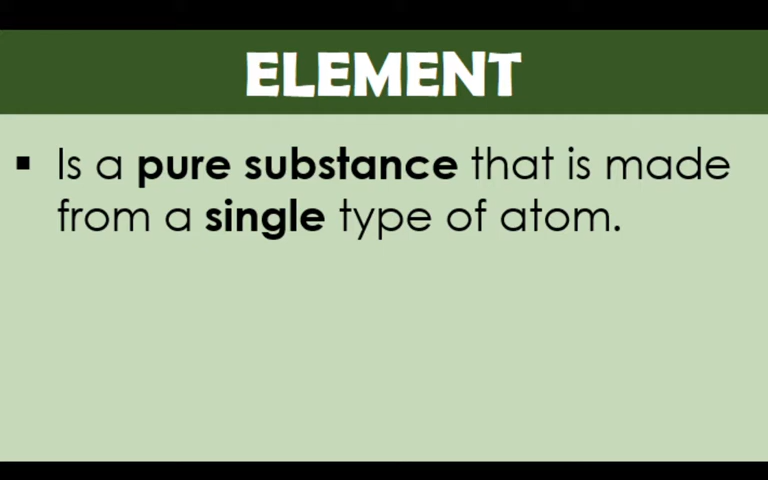 ELEMENT
▪ Is a pure substance that is made
from a single type of atom.